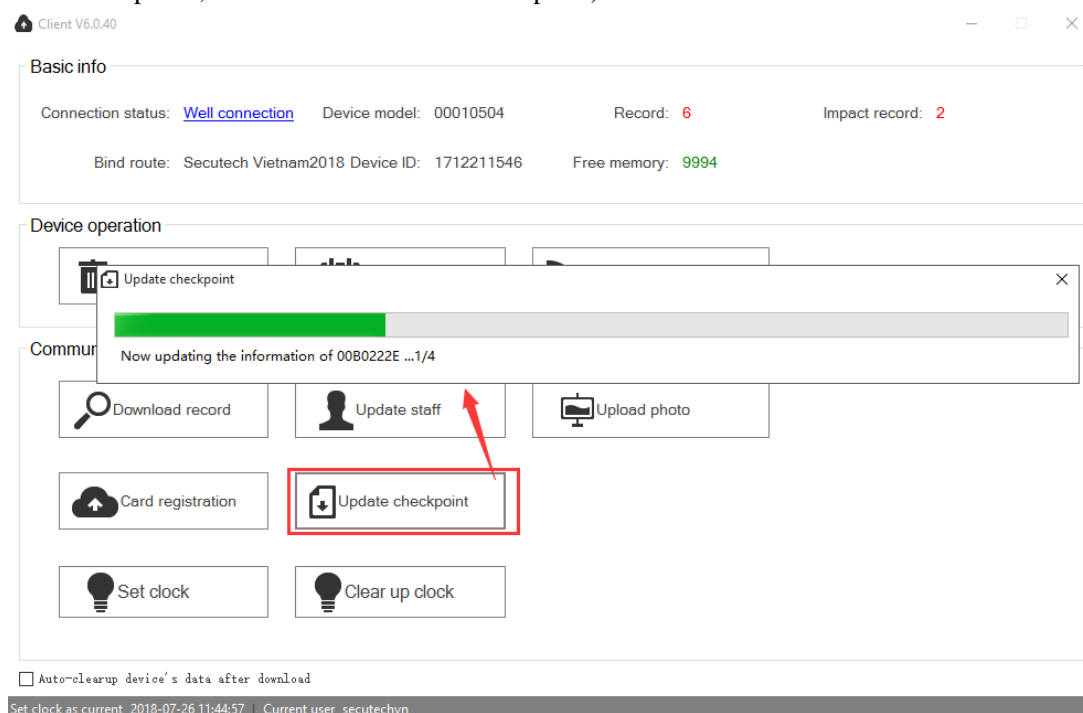 Client V6.0.40
Basic info
Connection status: Well connection Device model: 00010504 Record: 6 Impact record: 2
Bind route: Secutech Vietnam2018 Device ID: 1712211546 Free memory: 9994
Device operation
Update checkpoint
Now updating the information of 00B0222E ...1/4
Commun
Download record Update staff Upload photo
Card registration Update checkpoint
Set clock Clear up clock
Auto-clearup device's data after download
Set clock as current 2018-07-26 11:44:57 | Current user secutechvn